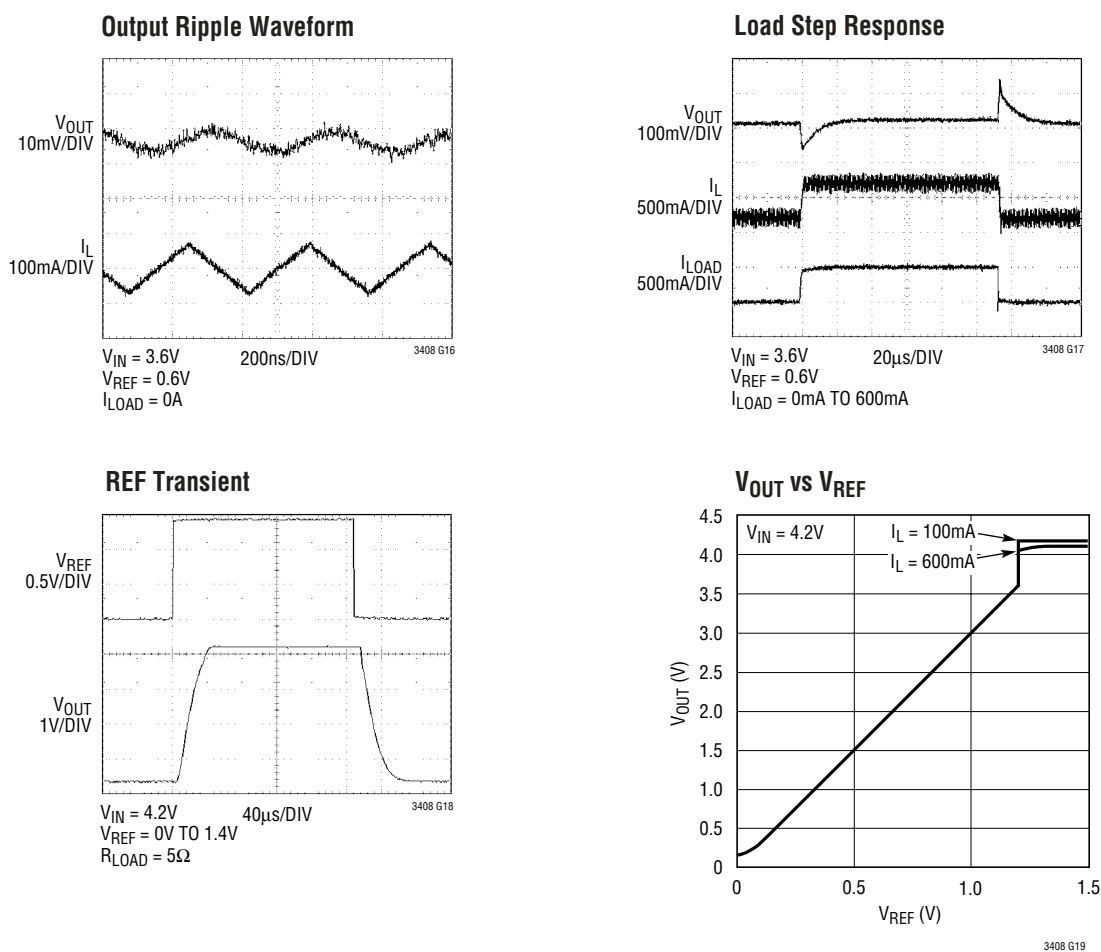 Output Ripple Waveform
VOUT
10mV/DIV
IL
100mA/DIV
VIN = 3.6V
VREF = 0.6V
ILOAD = 0A
200ns/DIV
3408 G16
Load Step Response
VOUT
100mV/DIV
IL
500mA/DIV
ILOAD
500mA/DIV
VIN = 3.6V
VREF = 0.6V
ILOAD = 0mA TO 600mA
20µs/DIV
3408 G17
REF Transient
VREF
0.5V/DIV
VOUT
1V/DIV
VIN = 4.2V
VREF = 0V TO 1.4V
RLOAD = 5Ω
40µs/DIV
3408 G18
VOUT vs VREF
VIN = 4.2V
IL = 100mA
IL = 600mA
4.5
4.0
3.5
3.0
2.5
2.0
1.5
1.0
0.5
0
VOUT (V)
0
0.5
1.0
1.5
VREF (V)
3408 G19